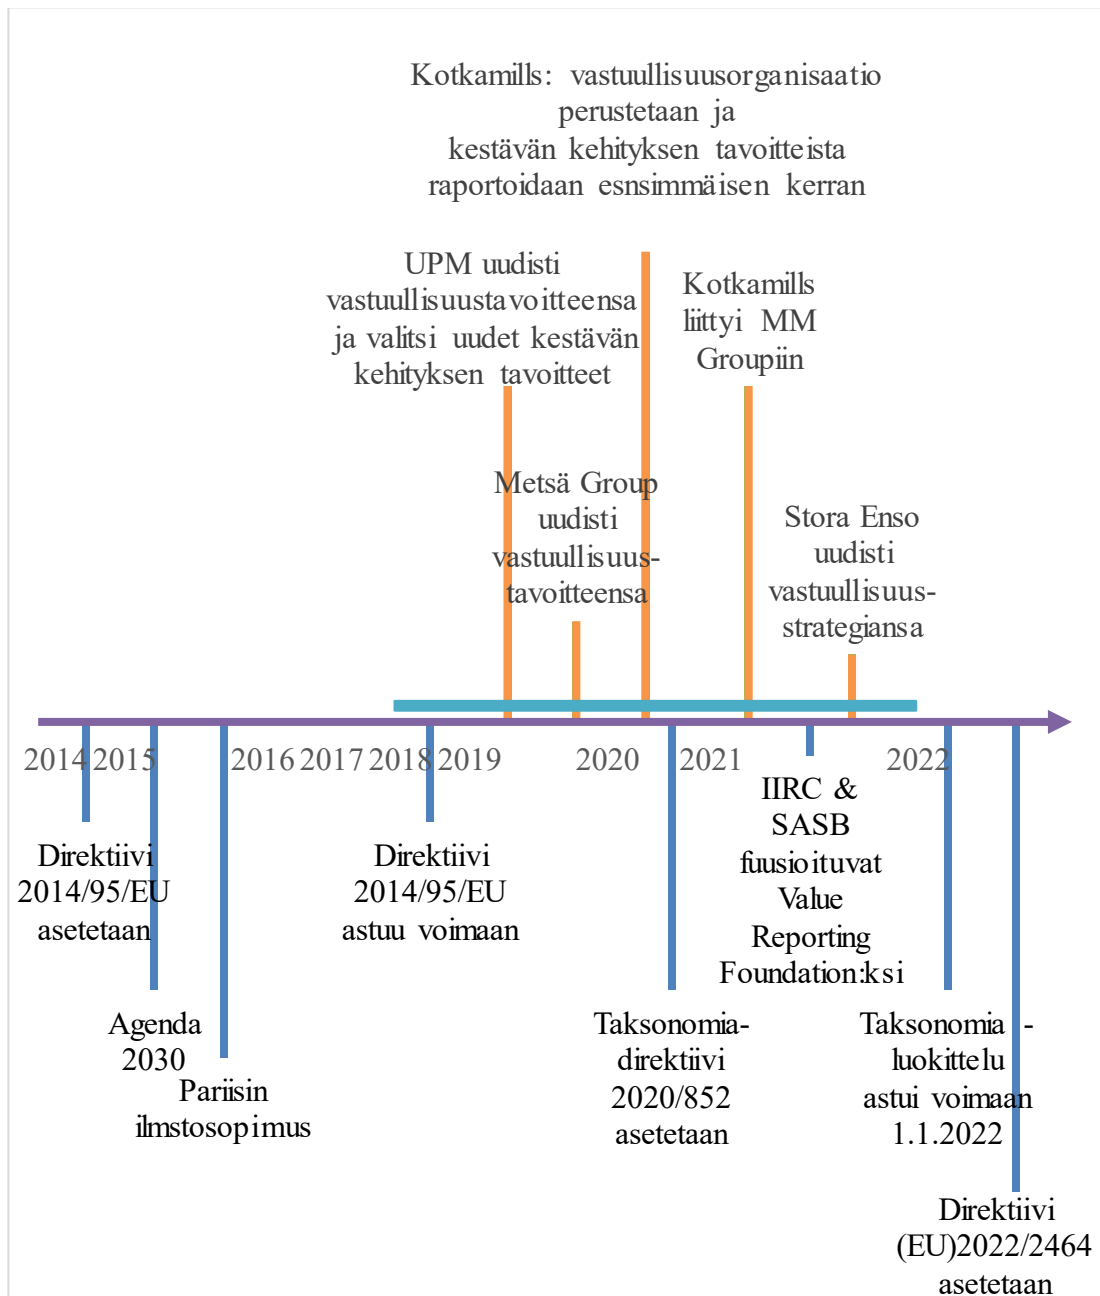 Kotkamills: vastuullisuusorganisaatio
perustetaan ja
kestävän kehityksen tavoitteista
raportoidaan esnsimmäisen kerran
UPM uudisti
vastuullisuustavoitteensa
ja valitsi uudet kestävän
kehityksen tavoitteet
Kotkamills
liittyi MM
Groupiin
Metsä Group
uudisti
vastuullisuus-
tavoitteensa
Stora Enso
uudisti
vastuullisuus-
strategiansa
2014 2015 2016 2017 2018 2019 2020 2021 2022
Direktiivi
2014/95/EU
asetetaan
Direktiivi
2014/95/EU
astuu voimaan
IIRC &
SASB
fuusioituvat
Value
Reporting
Foundation:ksi
Agenda
2030
Pariisin
ilmstosopimus
Taksonomia-
direktiivi
2020/852
asetetaan
Taksonomia -
luokittelu
astui voimaan
1.1.2022
Direktiivi
(EU)2022/2464
asetetaan